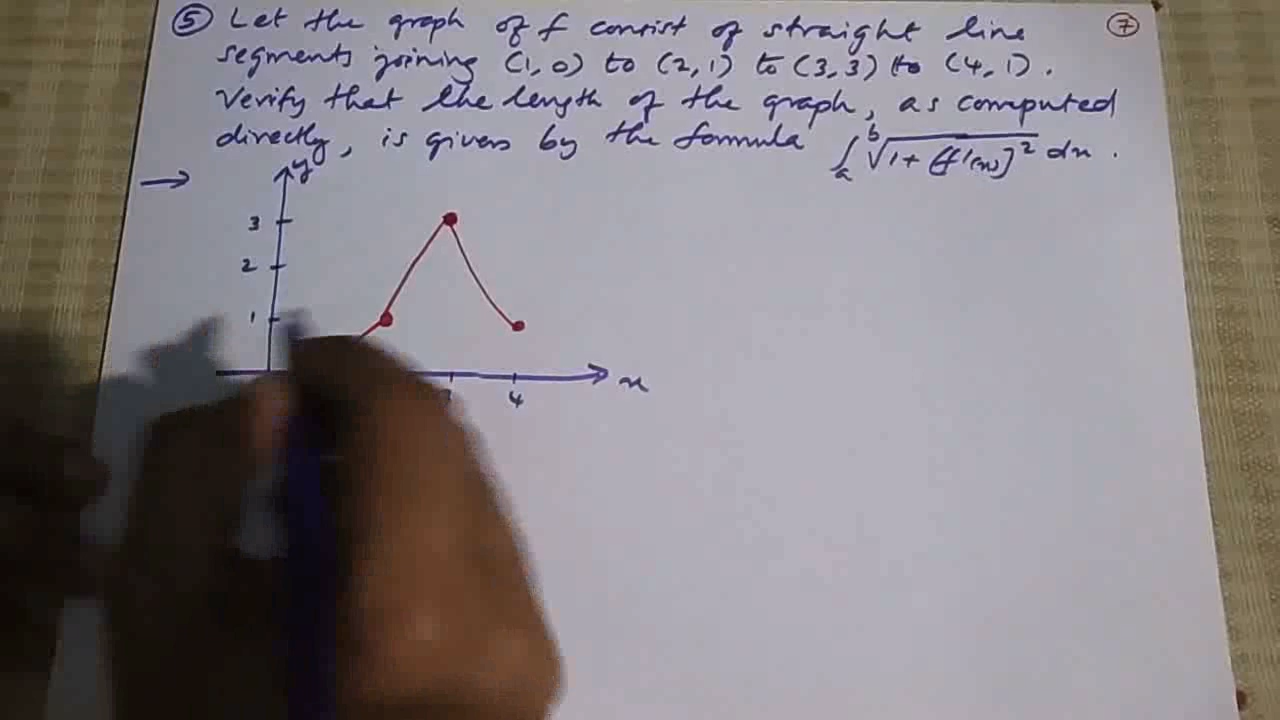 ⑤ Let the graph of f consist of straight line
⑦
segments joining (1, 0) to (2, 1) to (3, 3) to (4, 1).
Verify that the length of the graph, as computed
directly, is given by the formula ∫ₐᵇ √1+[f'(x)]² dx.
→
y
3
2
1
4
x